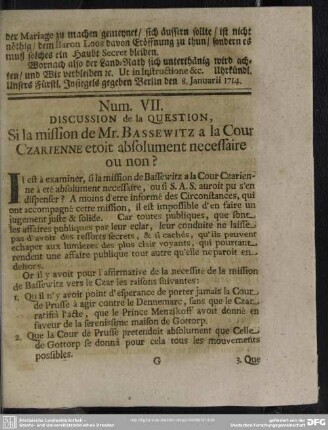 der Mariage zu machen gemeynet/ sich äussern sollte/ ist nicht
nöthig/ dem Baron Loos davon Eröffnung zu thun/ sondern es
muß solches ein Haubt Secret bleiben.
Wornach also der Land-Rath sich unterthänig wird ach-
ten/ und Wir verbleiben ꝛc. Ut in Instructione &c. Uhrkündl.
Unsers Fürstl. Insiegels gegeben Berlin den 8. Januarii 1714.
Num. VII.
DISCUSSION de la QUESTION,
Si la mission de Mr. BASSEWITZ a la Cour
CZARIENNE etoit absolument necessaire
ou non?
Il est à examiner, si la mission de Bassewitz a la Cour Czarien-
ne à eté absolument necessaire, ou si S. A. S. auroit pu s'en
dispenser? A moins d'etre informé des Circonstances, qui
ont accompagné cette mission, il est impossible d'en faire un
jugement juste & solide. Car toutes publiques, que sont
les affaires publiques par leur eclat, leur conduite ne laisse
pas d'avoir des ressorts secrets, & si cachés, qu'ils peuvent
echaper aux lumieres des plus clair voyants, qui pourtant
rendent une affaire publique tout autre qu'elle ne paroit en
dehors.
Or il y avoit pour l'affirmative de la necessité de la mission
de Bassewitz vers le Czar les raisons suivantes:
1. Qu'il n'y avoit point d'esperance de porter jamais la Cour
de Prusse à agir contre le Dennemarc, sans que le Czar
ratifiâ l'acte, que le Prince Menzikoff avoit donné en
faveur de la serenissime maison de Gottorp.
2. Que la Cour de Prusse pretendoit absolument que Celle
de Gottorp se donnâ pour cela tous les mouvements
possibles.
G 3. Que